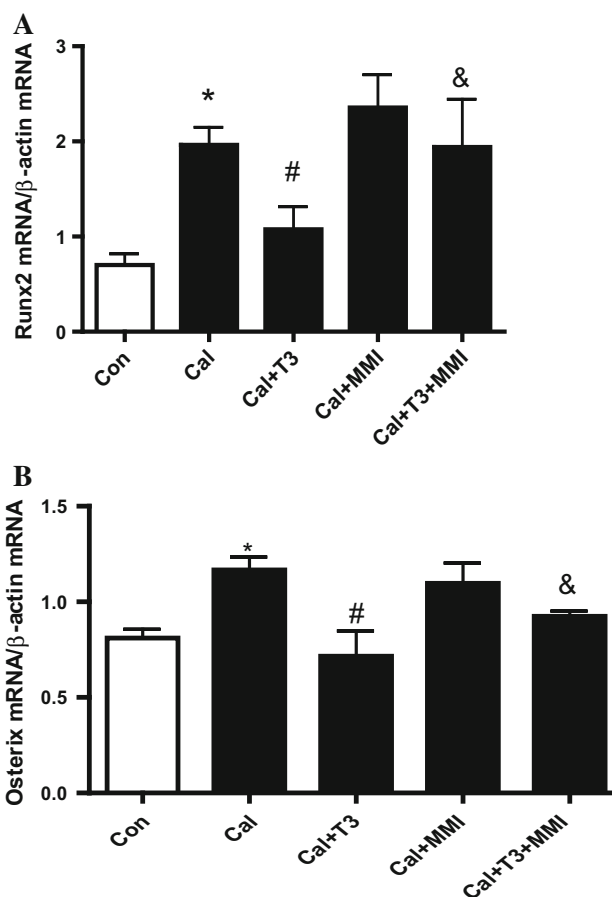 A
Runx2 mRNA/β-actin mRNA
3
2
1
0
*
#
&
Con
Cal
Cal+T3
Cal+MMI
Cal+T3+MMI
B
Osterix mRNA/β-actin mRNA
1.5
1.0
0.5
0.0
*
#
&
Con
Cal
Cal+T3
Cal+MMI
Cal+T3+MMI